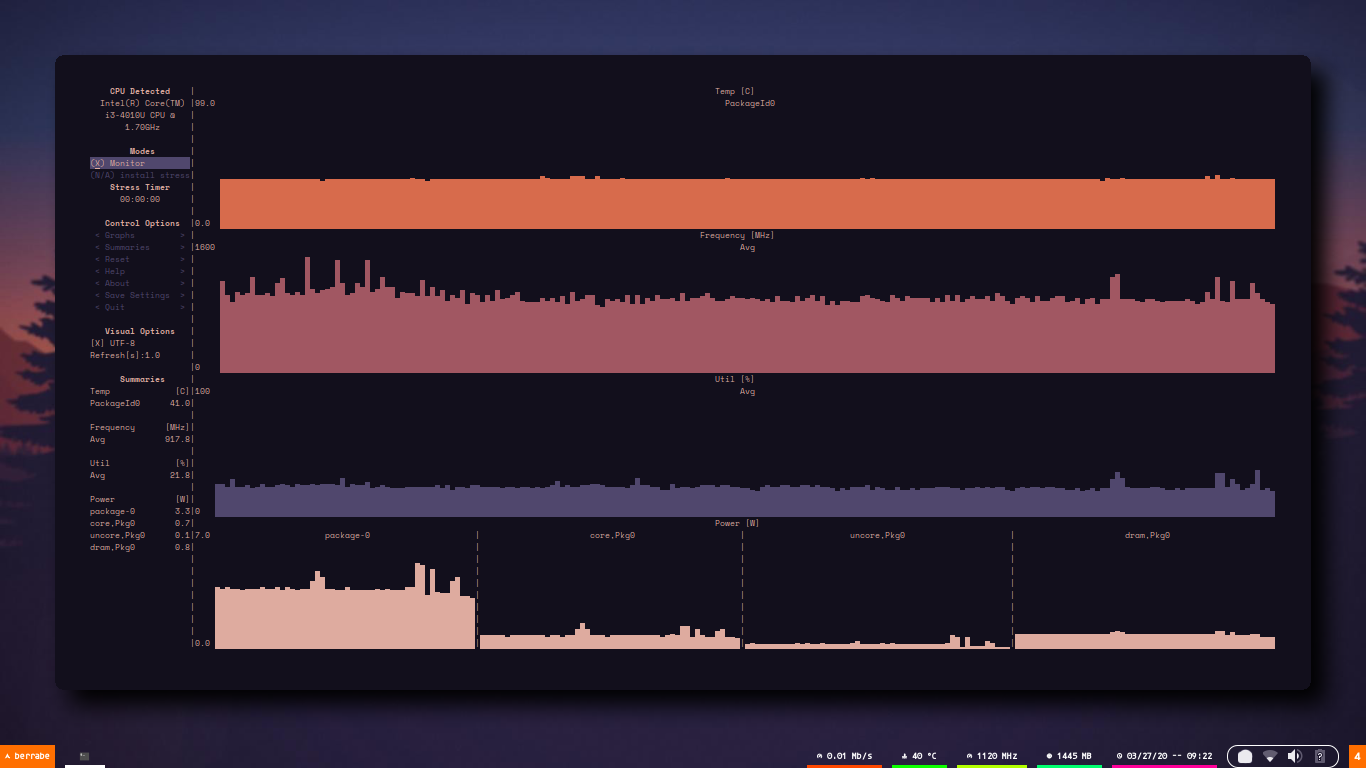 CPU Detected
Intel(R) Core(TM)
i3-4010U CPU @
1.70GHz
Modes
(X) Monitor
(N/A) install stress
Stress Timer
00:00:00
Control Options
< Graphs >
< Summaries >
< Reset >
< Help >
< About >
< Save Settings >
< Quit >
Visual Options
[X] UTF-8
Refresh[s]:1.0
Summaries
Temp [C]
PackageId0 41.0
Frequency [MHz]
Avg 917.8
Util [%]
Avg 21.8
Power [W]
package-0 3.3
core,Pkg0 0.7
uncore,Pkg0 0.1
dram,Pkg0 0.8
Temp [C]
99.0 PackageId0
0.0
Frequency [MHz]
1600 Avg
0
Util [%]
100 Avg
0
Power [W]
7.0 package-0 core,Pkg0 uncore,Pkg0 dram,Pkg0
0.0
berrabe 0.01 Mb/s 40 °C 1120 MHz 1445 MB 03/27/20 -- 09:22 4